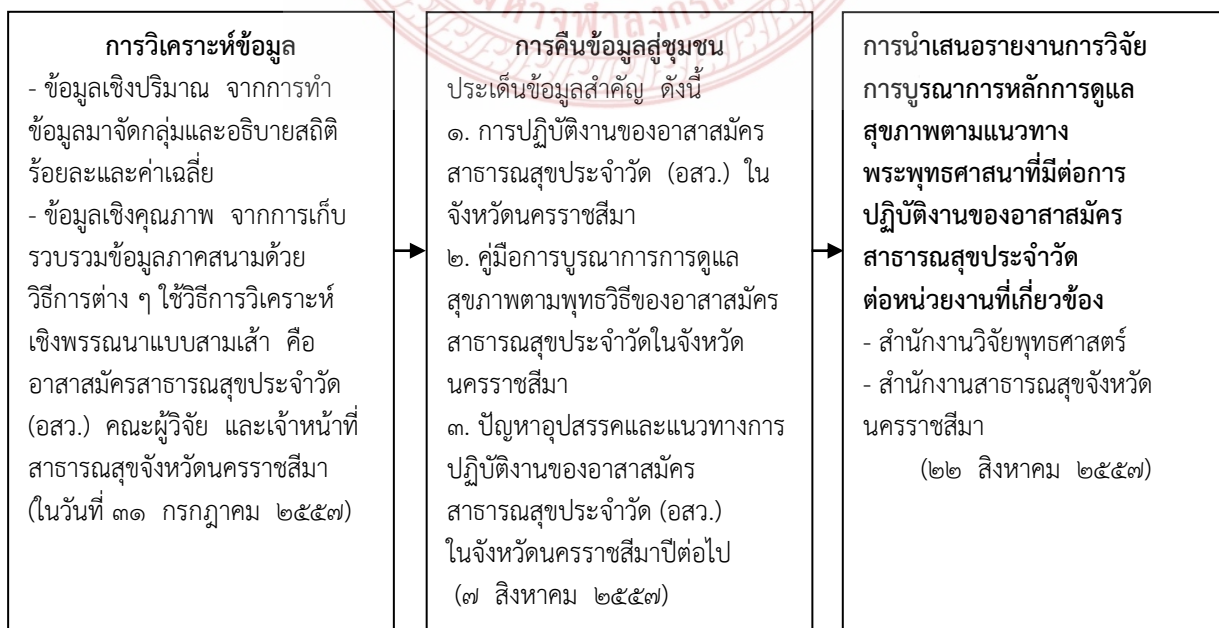 การวิเคราะห์ข้อมูล
- ข้อมูลเชิงปริมาณ จากการทำ
ข้อมูลมาจัดกลุ่มและอธิบายสถิติ
ร้อยละและค่าเฉลี่ย
- ข้อมูลเชิงคุณภาพ จากการเก็บ
รวบรวมข้อมูลภาคสนามด้วย
วิธีการต่าง ๆ ใช้วิธีการวิเคราะห์
เชิงพรรณนาแบบสามเส้า คือ
อาสาสมัครสาธารณสุขประจำวัด
(อสว.) คณะผู้วิจัย และเจ้าหน้าที่
สาธารณสุขจังหวัดนครราชสีมา
(ในวันที่ ๓๑ กรกฎาคม ๒๕๕๗)
การคืนข้อมูลสู่ชุมชน
ประเด็นข้อมูลสำคัญ ดังนี้
๑. การปฏิบัติงานของอาสาสมัคร
สาธารณสุขประจำวัด (อสว.) ใน
จังหวัดนครราชสีมา
๒. คู่มือการบูรณาการการดูแล
สุขภาพตามพุทธวิธีของอาสาสมัคร
สาธารณสุขประจำวัดในจังหวัด
นครราชสีมา
๓. ปัญหาอุปสรรคและแนวทางการ
ปฏิบัติงานของอาสาสมัคร
สาธารณสุขประจำวัด (อสว.)
ในจังหวัดนครราชสีมาปีต่อไป
(๗ สิงหาคม ๒๕๕๗)
การนำเสนอรายงานการวิจัย
การบูรณาการหลักการดูแล
สุขภาพตามแนวทาง
พระพุทธศาสนาที่มีต่อการ
ปฏิบัติงานของอาสาสมัคร
สาธารณสุขประจำวัด
ต่อหน่วยงานที่เกี่ยวข้อง
- สำนักงานวิจัยพุทธศาสตร์
- สำนักงานสาธารณสุขจังหวัด
นครราชสีมา
(๒๒ สิงหาคม ๒๕๕๗)